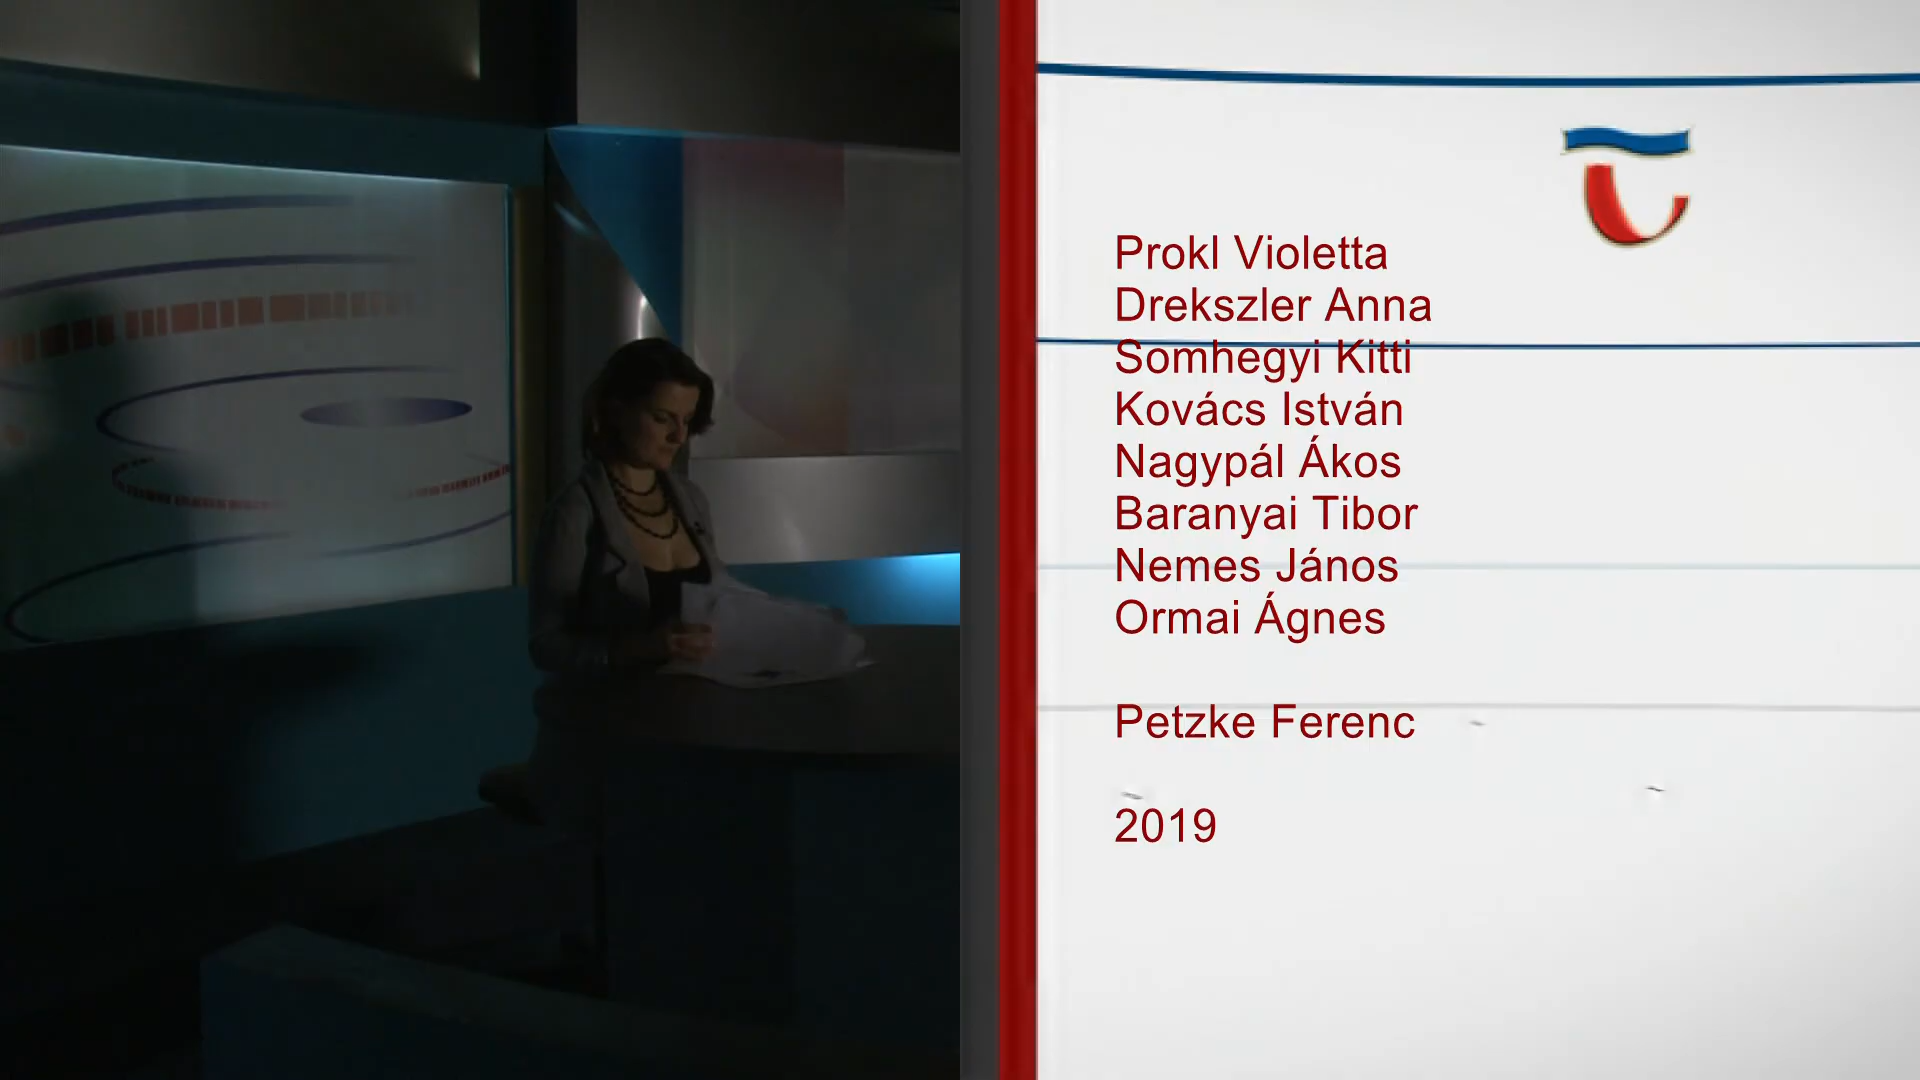 Prokl Violetta
Drekszler Anna
Somhegyi Kitti
Kovács István
Nagypál Ákos
Baranyai Tibor
Nemes János
Ormai Ágnes
Petzke Ferenc
2019